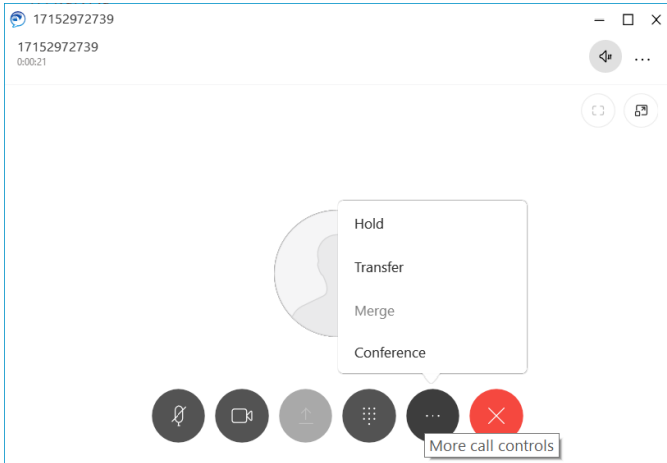 17152972739
17152972739
0:00:21
Hold
Transfer
Merge
Conference
More call controls